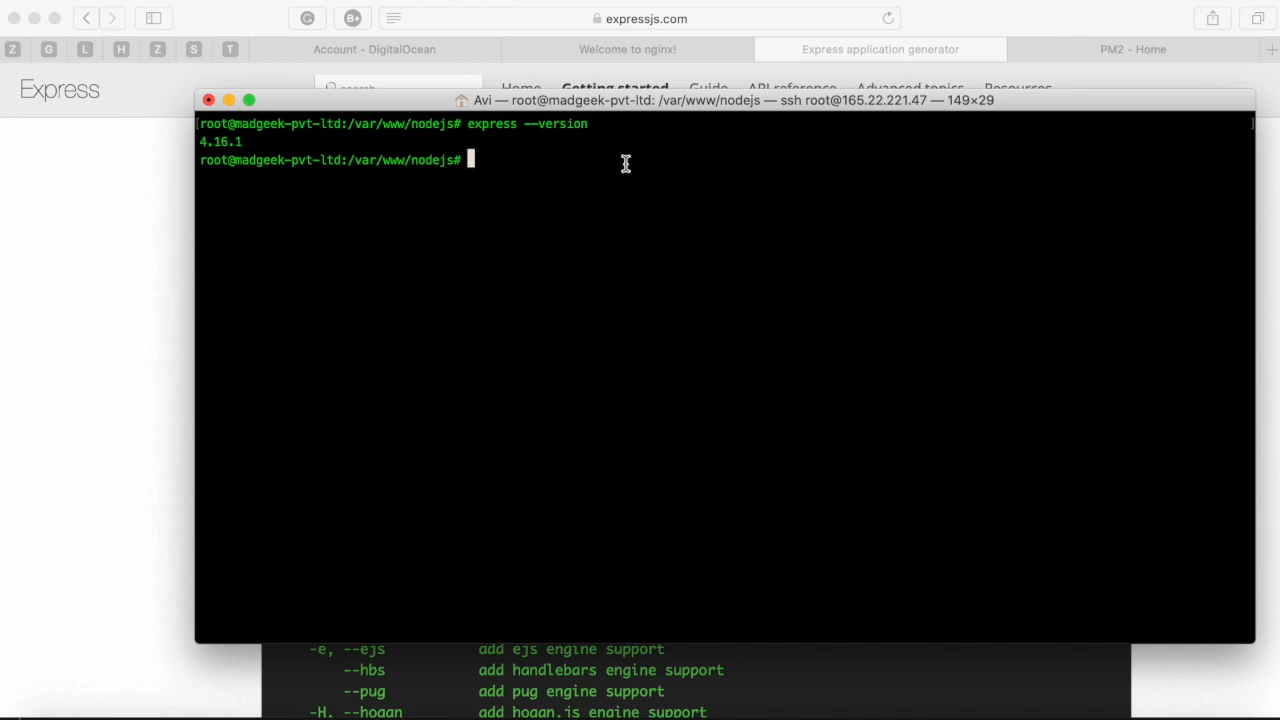 G B+ expressjs.com
Z G L H Z S T Account - DigitalOcean Welcome to nginx! Express application generator PM2 - Home +
Express search Home Getting started Guide API reference Advanced topics Resources
Avi — root@madgeek-pvt-ltd: /var/www/nodejs — ssh root@165.22.221.47 — 149×29
[root@madgeek-pvt-ltd:/var/www/nodejs# express --version ]
4.16.1
root@madgeek-pvt-ltd:/var/www/nodejs#
-e, --ejs add ejs engine support
--hbs add handlebars engine support
--pug add pug engine support
-H, --hogan add hogan.js engine support